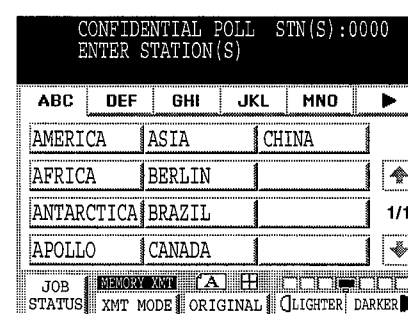 CONFIDENTIAL POLL STN(S):0000
ENTER STATION(S)
ABC DEF GHI JKL MNO
AMERICA ASIA CHINA
AFRICA BERLIN
ANTARCTICA BRAZIL 1/1
APOLLO CANADA
JOB STATUS MEMORY XMT A
XMT MODE ORIGINAL LIGHTER DARKER